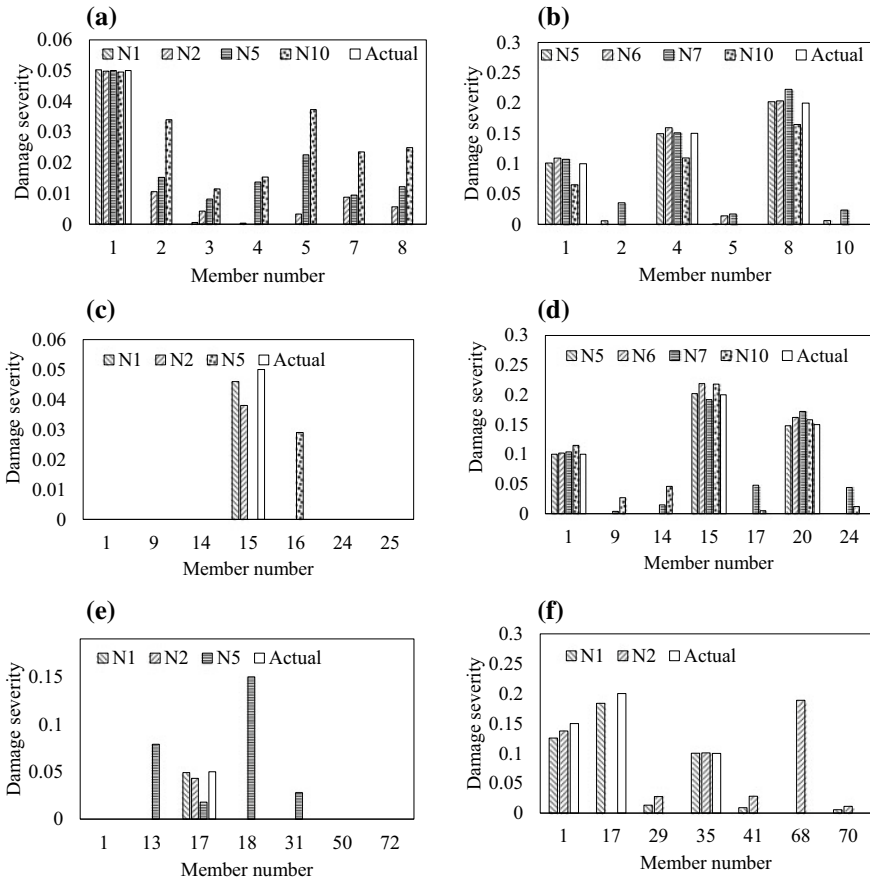 (a)
0.06
N1 N2 N5 N10 Actual
0.05
0.04
0.03
0.02
0.01
0
Damage severity
1 2 3 4 5 7 8
Member number
(b)
0.3
N5 N6 N7 N10 Actual
0.25
0.2
0.15
0.1
0.05
0
Damage severity
1 2 4 5 8 10
Member number
(c)
0.06
N1 N2 N5 Actual
0.05
0.04
0.03
0.02
0.01
0
Damage severity
1 9 14 15 16 24 25
Member number
(d)
0.3
N5 N6 N7 N10 Actual
0.25
0.2
0.15
0.1
0.05
0
Damage severity
1 9 14 15 17 20 24
Member number
(e)
N1 N2 N5 Actual
0.15
0.1
0.05
0
Damage severity
1 13 17 18 31 50 72
Member number
(f)
0.3
N1 N2 Actual
0.25
0.2
0.15
0.1
0.05
0
Damage severity
1 17 29 35 41 68 70
Member number